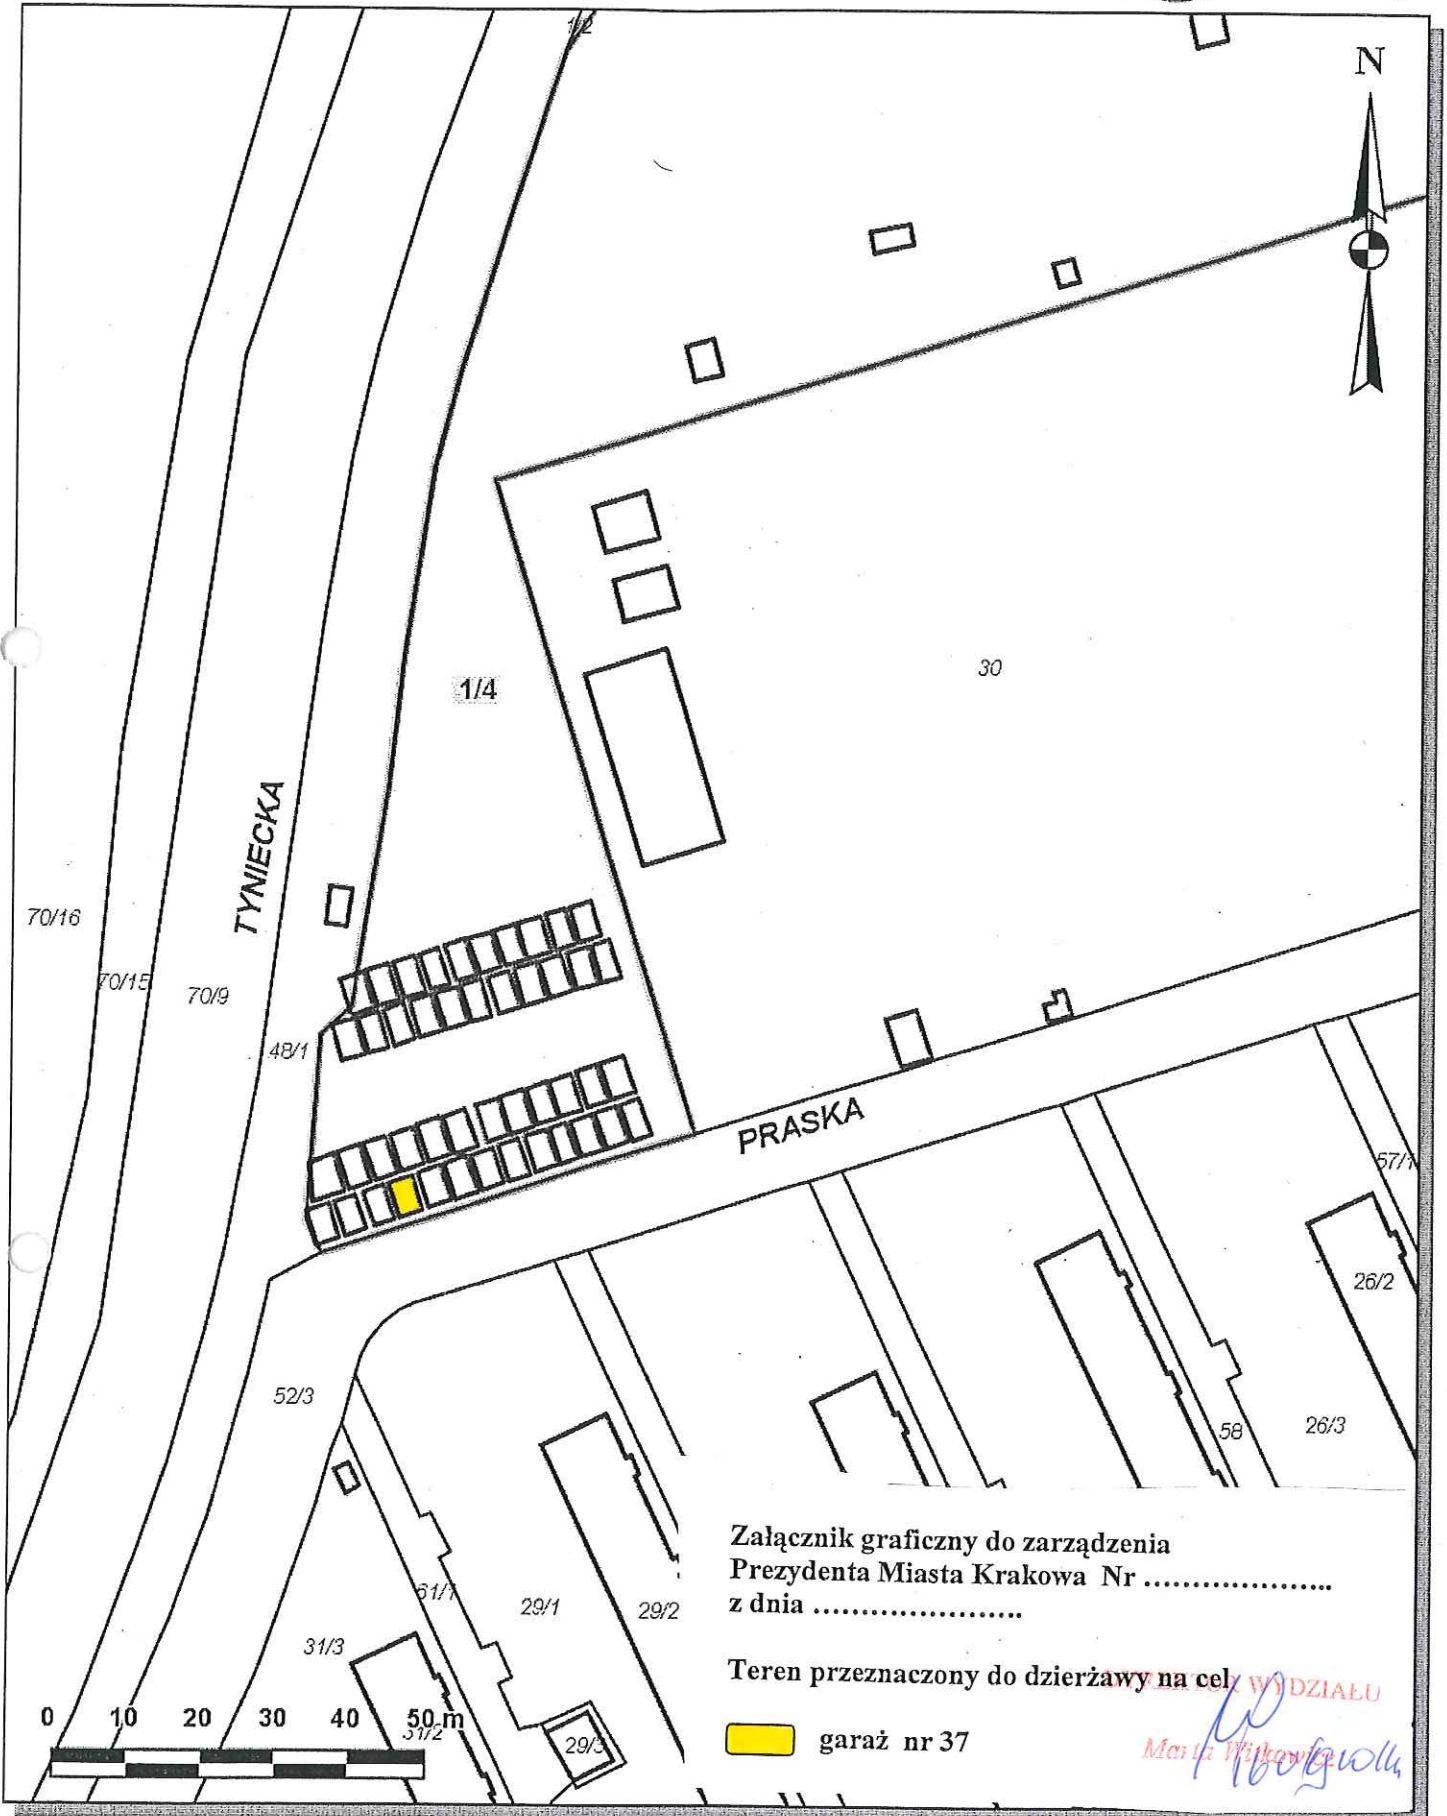 1/2
N
30
1/4
TYNIECKA
70/16
70/15
70/9
48/1
PRASKA
57/1
26/2
52/3
58
26/3
61/1
29/1
29/2
31/3
31/2
29/3
0 10 20 30 40 50 m
Załącznik graficzny do zarządzenia
Prezydenta Miasta Krakowa Nr ....................
z dnia ......................
Teren przeznaczony do dzierżawy na cel
WYDZIAŁU
garaż nr 37